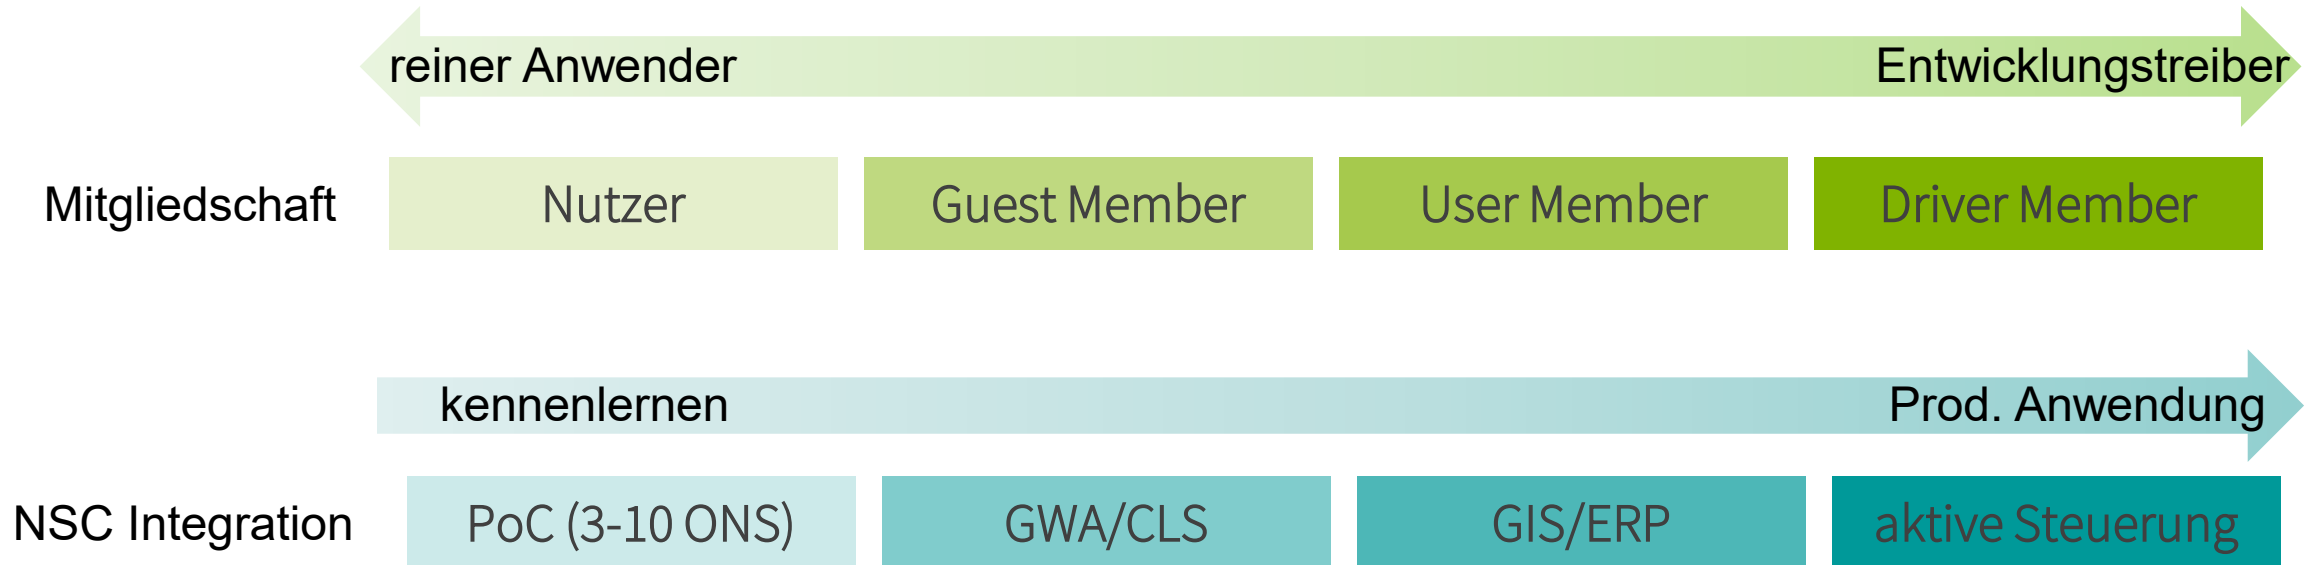 reiner Anwender Entwicklungstreiber
Mitgliedschaft Nutzer Guest Member User Member Driver Member
kennenlernen Prod. Anwendung
NSC Integration PoC (3-10 ONS) GWA/CLS GIS/ERP aktive Steuerung